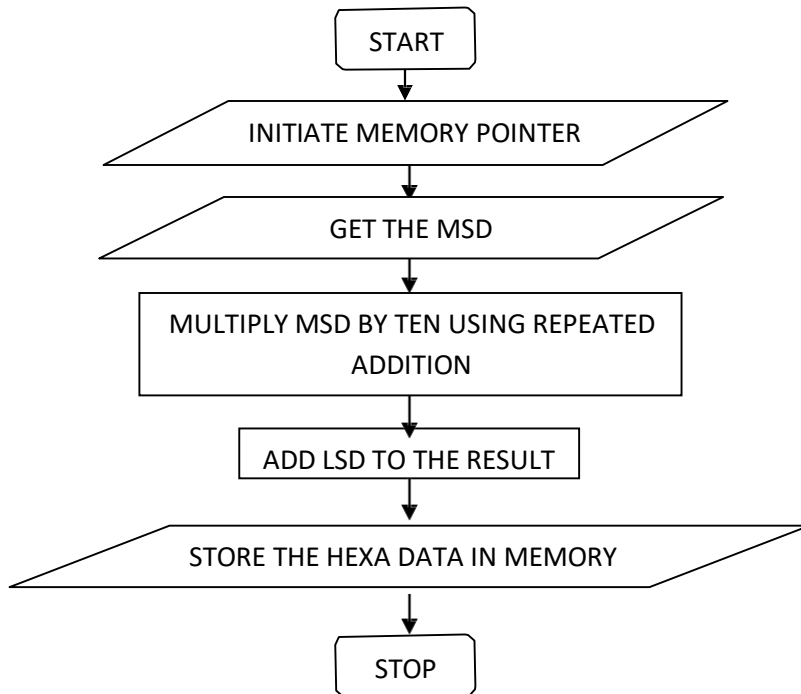 START
INITIATE MEMORY POINTER
GET THE MSD
MULTIPLY MSD BY TEN USING REPEATED
ADDITION
ADD LSD TO THE RESULT
STORE THE HEXA DATA IN MEMORY
STOP